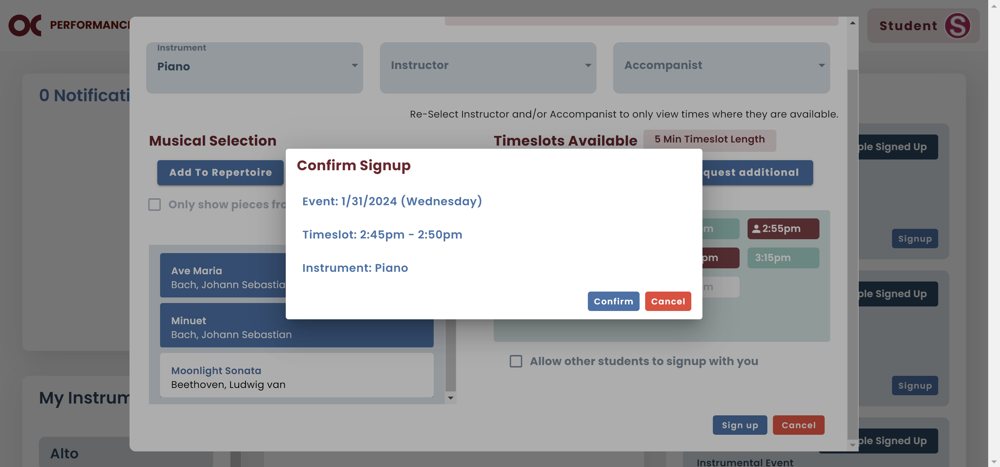 OC PERFORMANC
Student S
0 Notificati
Instrument
Piano
Instructor
Accompanist
Re-Select Instructor and/or Accompanist to only view times where they are available.
Musical Selection
Timeslots Available
5 Min Timeslot Length
Add To Repertoire
quest additional
ple Signed Up
Only show pieces fro
Confirm Signup
Event: 1/31/2024 (Wednesday)
Timeslot: 2:45pm - 2:50pm
Instrument: Piano
Confirm
Cancel
m
2:55pm
pm
3:15pm
m
Signup
Ave Maria
Bach, Johann Sebastia
Minuet
Bach, Johann Sebastian
Moonlight Sonata
Beethoven, Ludwig van
Allow other students to signup with you
ple Signed Up
Signup
My Instrum
Alto
Sign up
Cancel
ple Signed Up
Instrumental Event